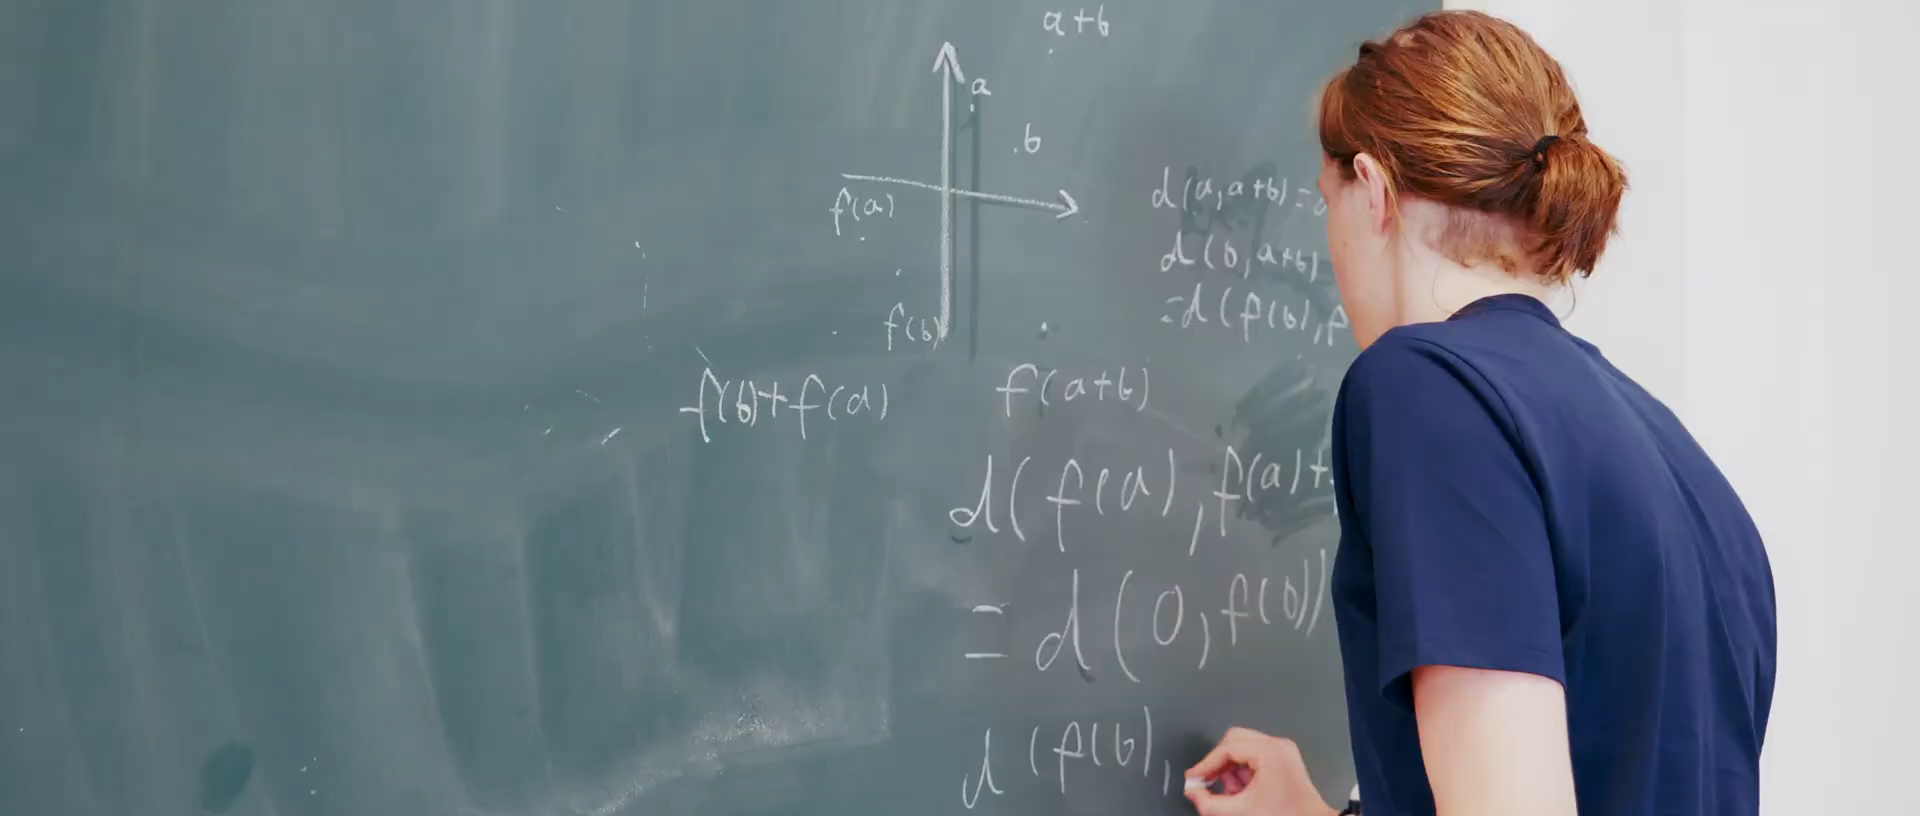 a+b
a
b
f(a)
d(a,a+b)=
d(b,a+b)
=d(f(b),f
f(b)
f(b)+f(a)
f(a+b)
d(f(a),f(a)+
=d(0,f(b))
d(f(b),